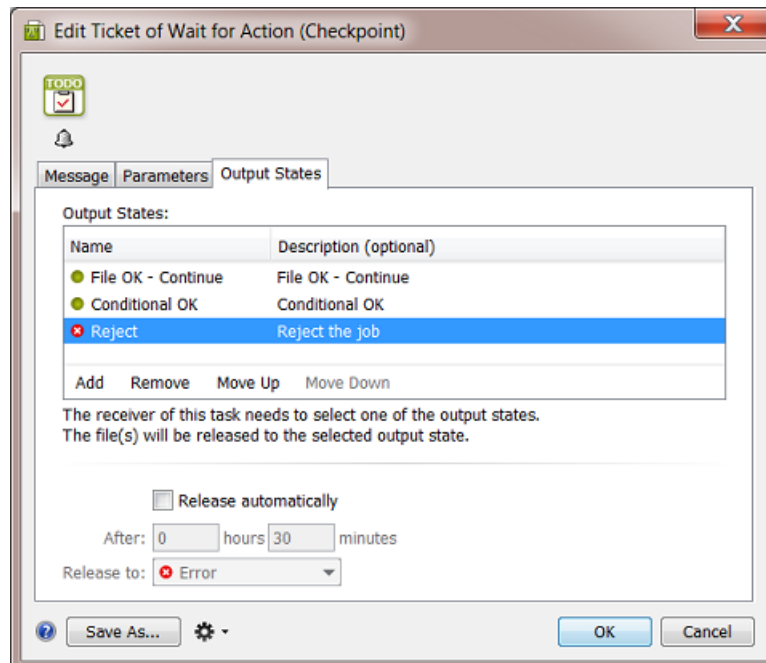 Edit Ticket of Wait for Action (Checkpoint)
TODO
Message Parameters Output States
Output States:
Name Description (optional)
File OK - Continue File OK - Continue
Conditional OK Conditional OK
Reject Reject the job
Add Remove Move Up Move Down
The receiver of this task needs to select one of the output states.
The file(s) will be released to the selected output state.
Release automatically
After: 0 hours 30 minutes
Release to: Error
? Save As... OK Cancel